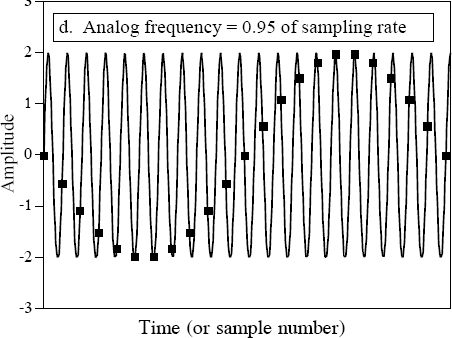 3
d. Analog frequency = 0.95 of sampling rate
2
1
0
-1
-2
-3
Amplitude
Time (or sample number)